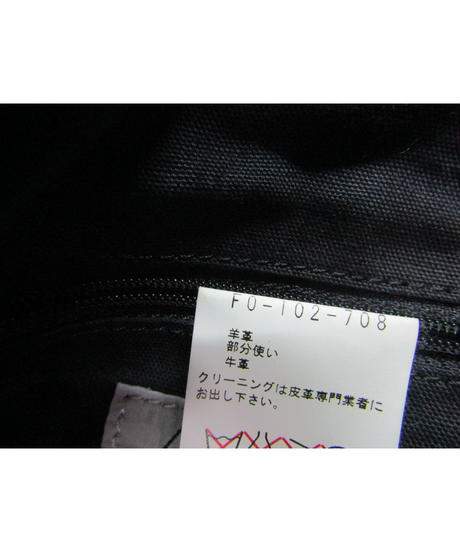 FO-102-708
羊革
部分使い
牛革
クリーニングは皮革専門業者に
お出し下さい。